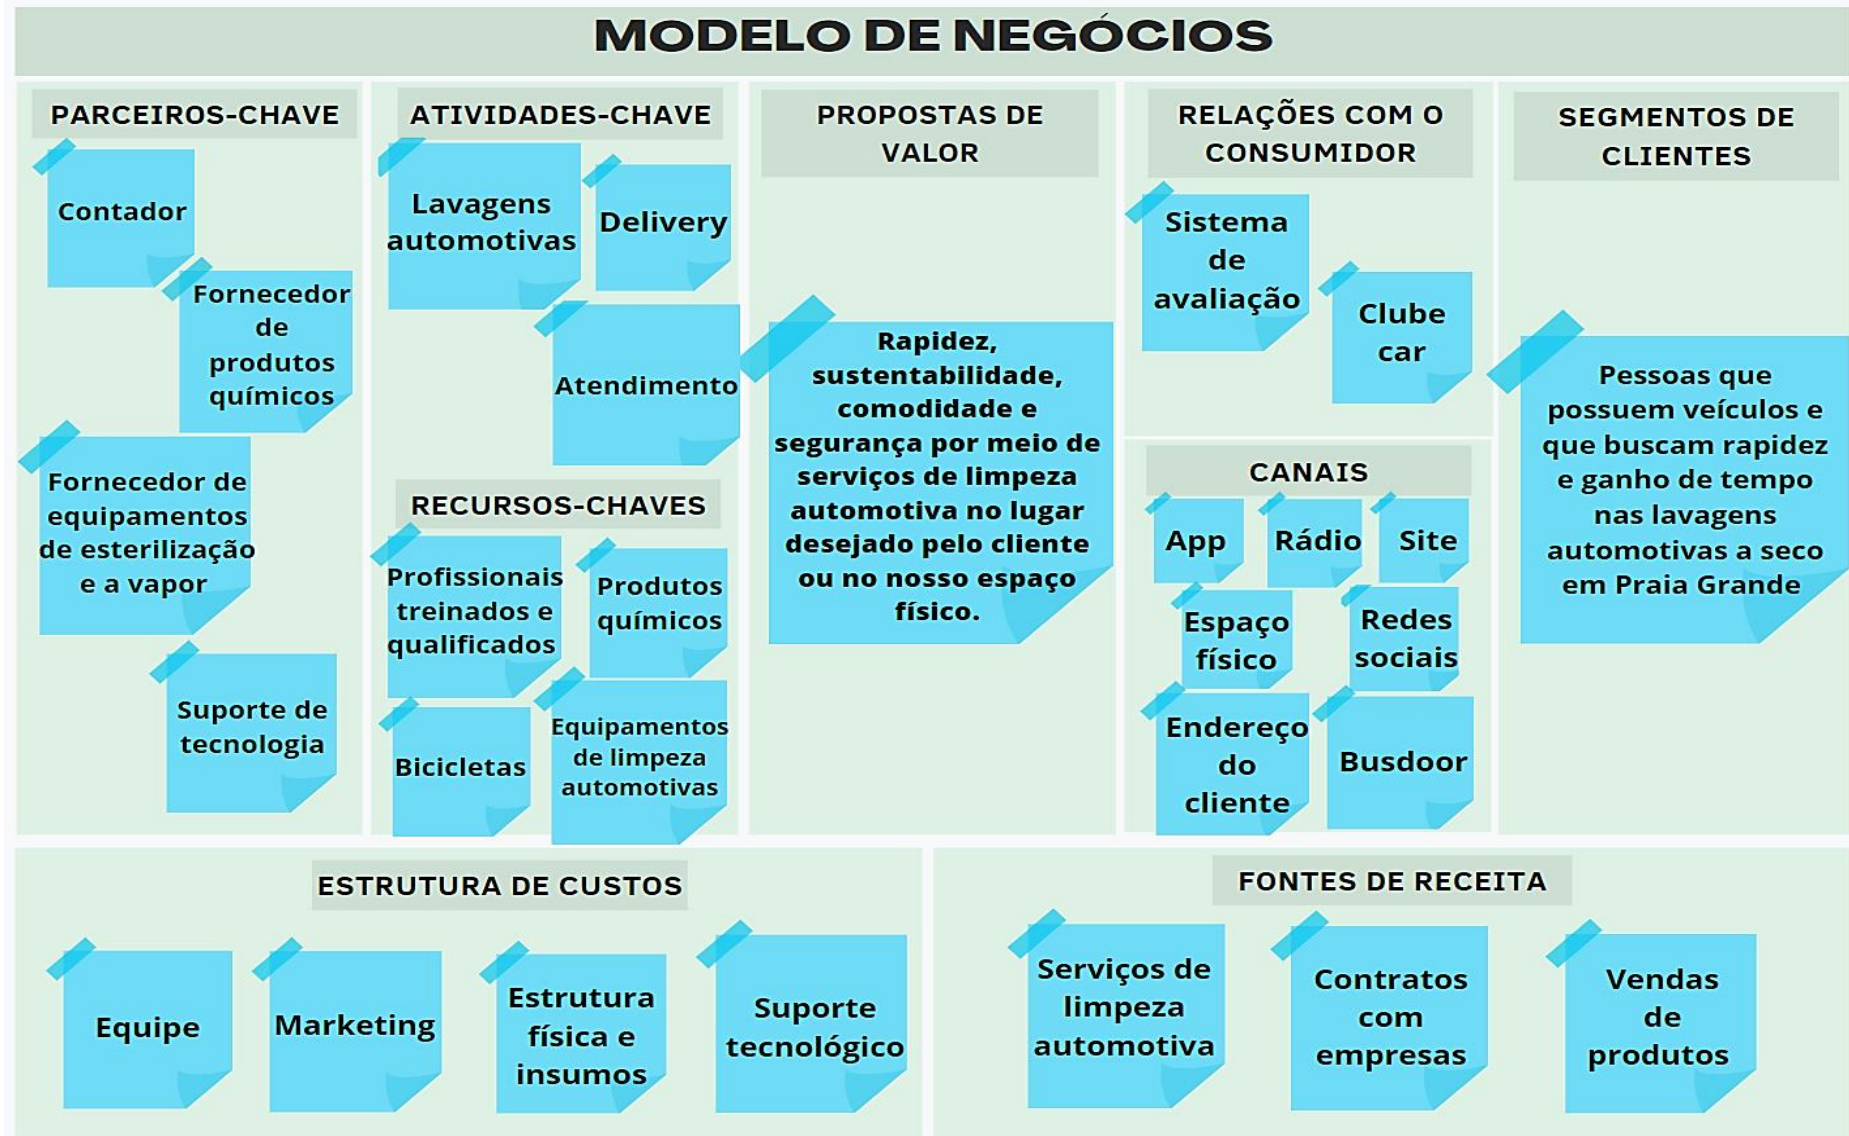 MODELO DE NEGÓCIOS
PARCEIROS-CHAVE
Contador
Fornecedor
de
produtos
químicos
Fornecedor de
equipamentos
de esterilização
e a vapor
Suporte de
tecnologia
ATIVIDADES-CHAVE
Lavagens
automotivas
Delivery
Atendimento
RECURSOS-CHAVES
Profissionais
treinados e
qualificados
Produtos
químicos
Bicicletas
Equipamentos
de limpeza
automotivas
PROPOSTAS DE
VALOR
Rapidez,
sustentabilidade,
comodidade e
segurança por meio de
serviços de limpeza
automotiva no lugar
desejado pelo cliente
ou no nosso espaço
físico.
RELAÇÕES COM O
CONSUMIDOR
Sistema
de
avaliação
Clube
car
CANAIS
App
Rádio
Site
Espaço
físico
Redes
sociais
Endereço
do
cliente
Busdoor
SEGMENTOS DE
CLIENTES
Pessoas que
possuem veículos e
que buscam rapidez
e ganho de tempo
nas lavagens
automotivas a seco
em Praia Grande
ESTRUTURA DE CUSTOS
Equipe
Marketing
Estrutura
física e
insumos
Suporte
tecnológico
FONTES DE RECEITA
Serviços de
limpeza
automotiva
Contratos
com
empresas
Vendas
de
produtos